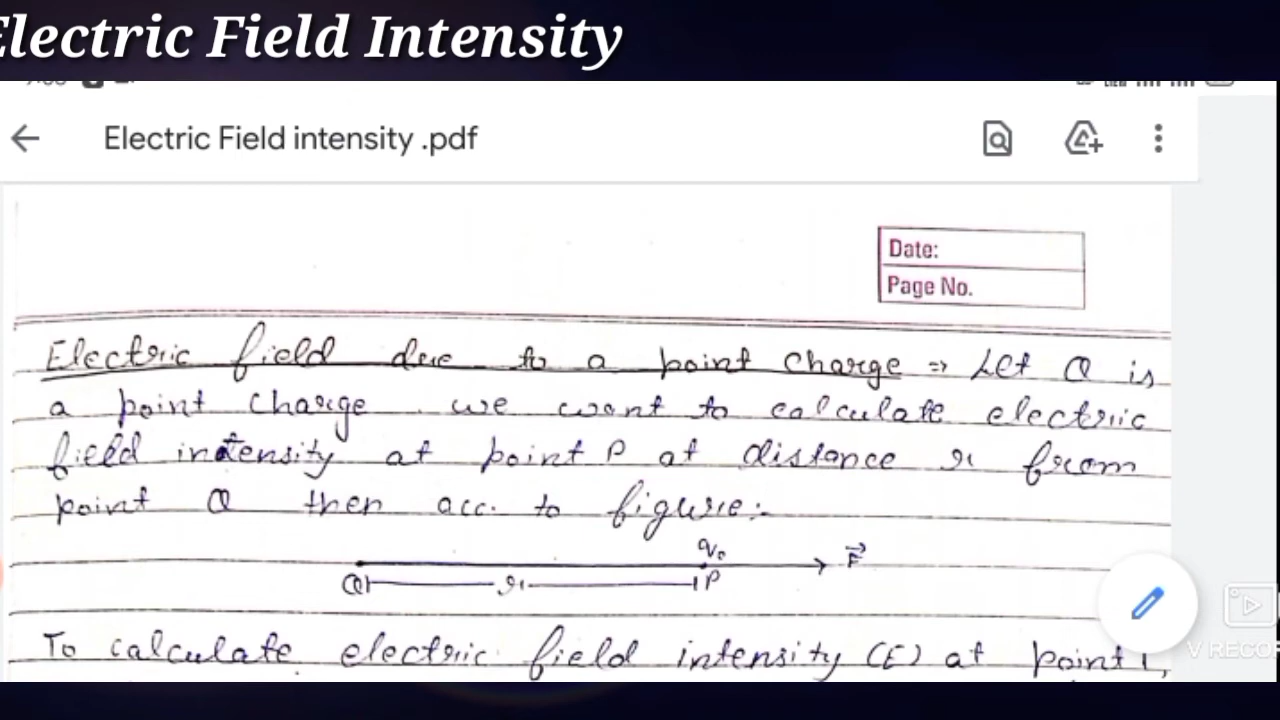 Electric Field Intensity
Electric Field intensity .pdf
Date:
Page No.
Electric field due to a point charge ⇒ Let Q is
a point charge. we want to calculate electric
field intensity at point P at distance r from
point Q then acc. to figure:-
q₀
F⃗
Q r P
To calculate electric field intensity (E) at point
V RECO